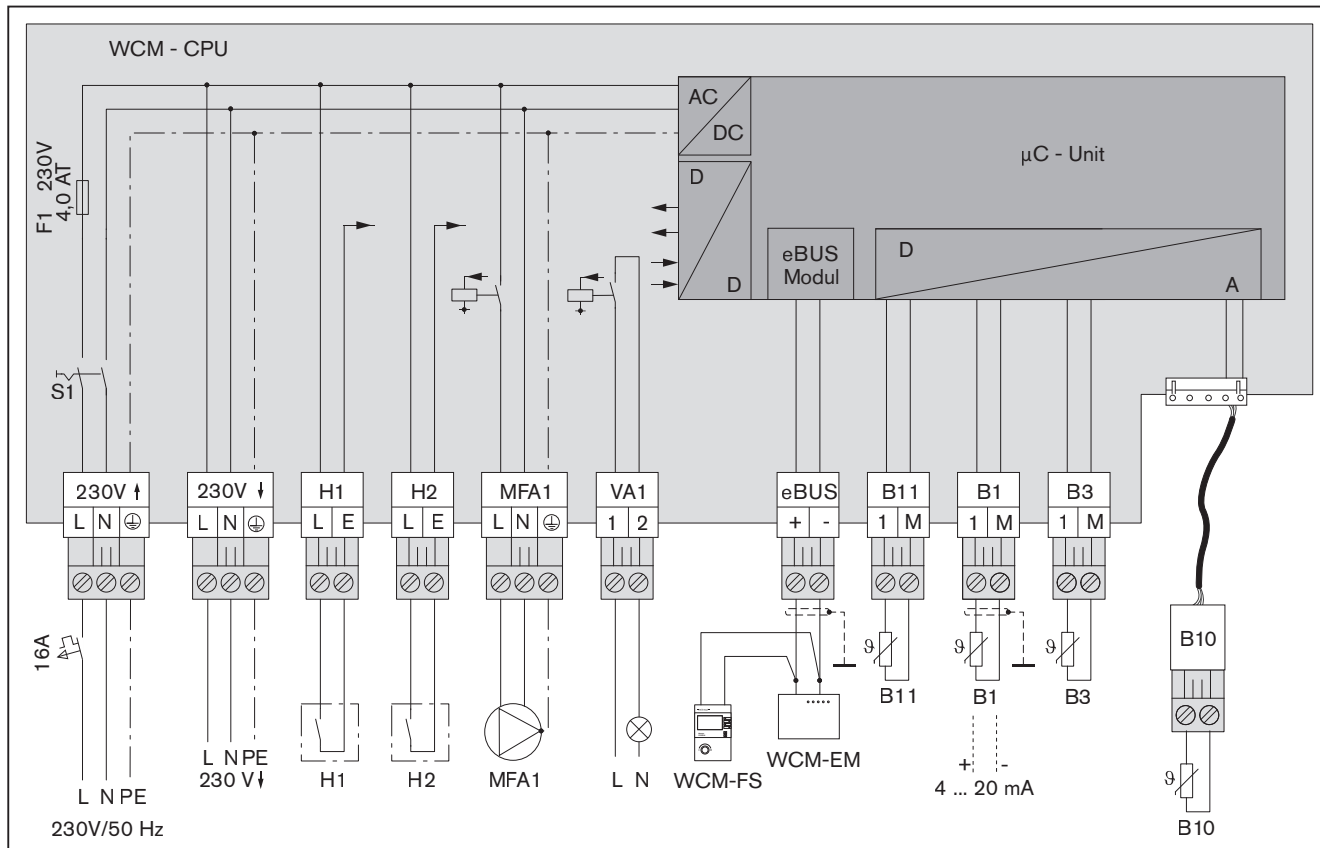 WCM - CPU
AC
DC
µC - Unit
F1 230V
4,0 AT
D
D
eBUS
Modul
D
A
S1
230V
230V
H1
H2
MFA1
VA1
eBUS
B11
B1
B3
L N
L N
L E
L E
L N
1 2
+ -
1 M
1 M
1 M
16A
B10
ϑ
ϑ
ϑ
B11
B1
B3
WCM-FS
WCM-EM
L N PE
230 V
H1
H2
MFA1
L N
+ -
4 ... 20 mA
ϑ
L N PE
230V/50 Hz
B10